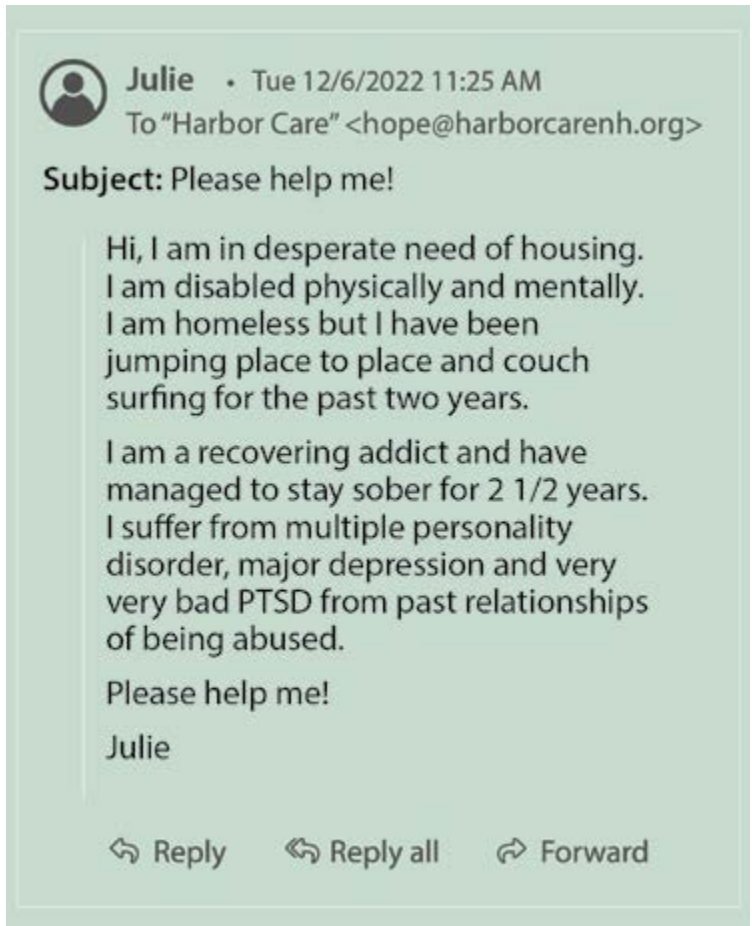 Julie • Tue 12/6/2022 11:25 AM
To “Harbor Care” <hope@harborcarenh.org>
Subject: Please help me!
Hi, I am in desperate need of housing.
I am disabled physically and mentally.
I am homeless but I have been
jumping place to place and couch
surfing for the past two years.
I am a recovering addict and have
managed to stay sober for 2 1/2 years.
I suffer from multiple personality
disorder, major depression and very
very bad PTSD from past relationships
of being abused.
Please help me!
Julie
Reply Reply all Forward